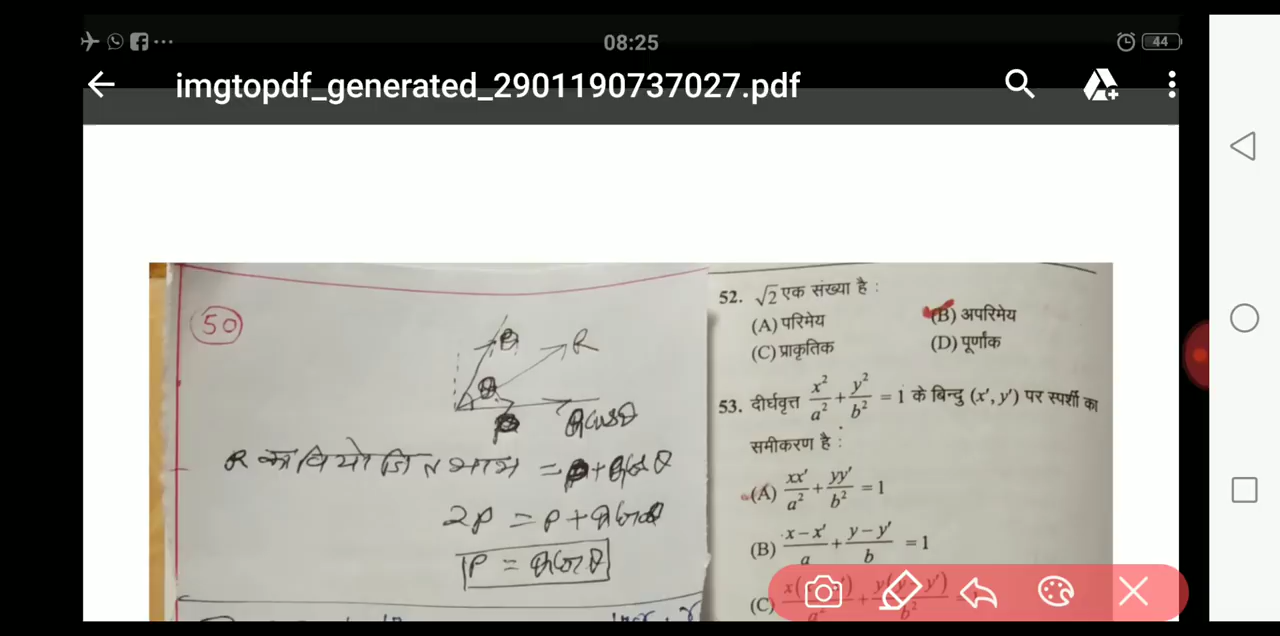 08:25
44
imgtopdf_generated_2901190737027.pdf
50
Q
R
θ
P
Q cos θ
R का वियोजित भाग = P + Q cos θ
2P = P + Q cos θ
P = Q cos θ
52. √2 एक संख्या है :
(A) परिमेय
(B) अपरिमेय
(C) प्राकृतिक
(D) पूर्णांक
53. दीर्घवृत्त x²/a² + y²/b² = 1 के बिन्दु (x', y') पर स्पर्शी का
समीकरण है :
(A) xx'/a² + yy'/b² = 1
(B) x – x'/a + y – y'/b = 1
(C)